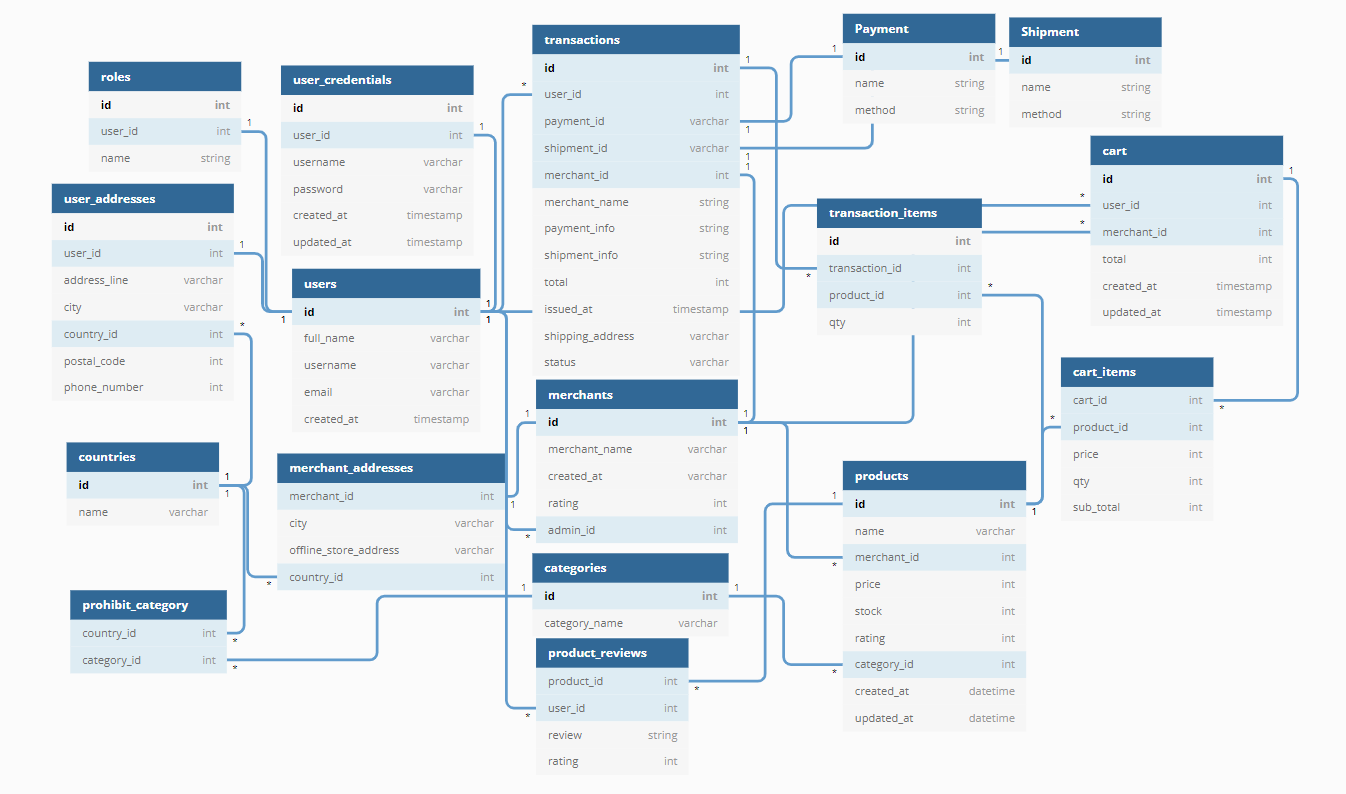 roles
id int
user_id int
name string
user_credentials
id int
user_id int
username varchar
password varchar
created_at timestamp
updated_at timestamp
transactions
id int
user_id int
payment_id varchar
shipment_id varchar
merchant_id int
merchant_name string
payment_info string
shipment_info string
total int
issued_at timestamp
shipping_address varchar
status varchar
Payment
id int
name string
method string
Shipment
id int
name string
method string
user_addresses
id int
user_id int
address_line varchar
city varchar
country_id int
postal_code int
phone_number int
users
id int
full_name varchar
username varchar
email varchar
created_at timestamp
transaction_items
id int
transaction_id int
product_id int
qty int
cart
id int
user_id int
merchant_id int
total int
created_at timestamp
updated_at timestamp
countries
id int
name varchar
merchant_addresses
merchant_id int
city varchar
offline_store_address varchar
country_id int
merchants
id int
merchant_name varchar
created_at varchar
rating int
admin_id int
cart_items
cart_id int
product_id int
price int
qty int
sub_total int
prohibit_category
country_id int
category_id int
categories
id int
category_name varchar
product_reviews
product_id int
user_id int
review string
rating int
products
id int
name varchar
merchant_id int
price int
stock int
rating int
category_id int
created_at datetime
updated_at datetime
1
1
1
1
1
1
*
1
1
1
1
1
1
1
*
*
*
1
*
*
*
1
1
1
1
1
1
*
*
*
1
1
*
*
1
1
*
*
*
*